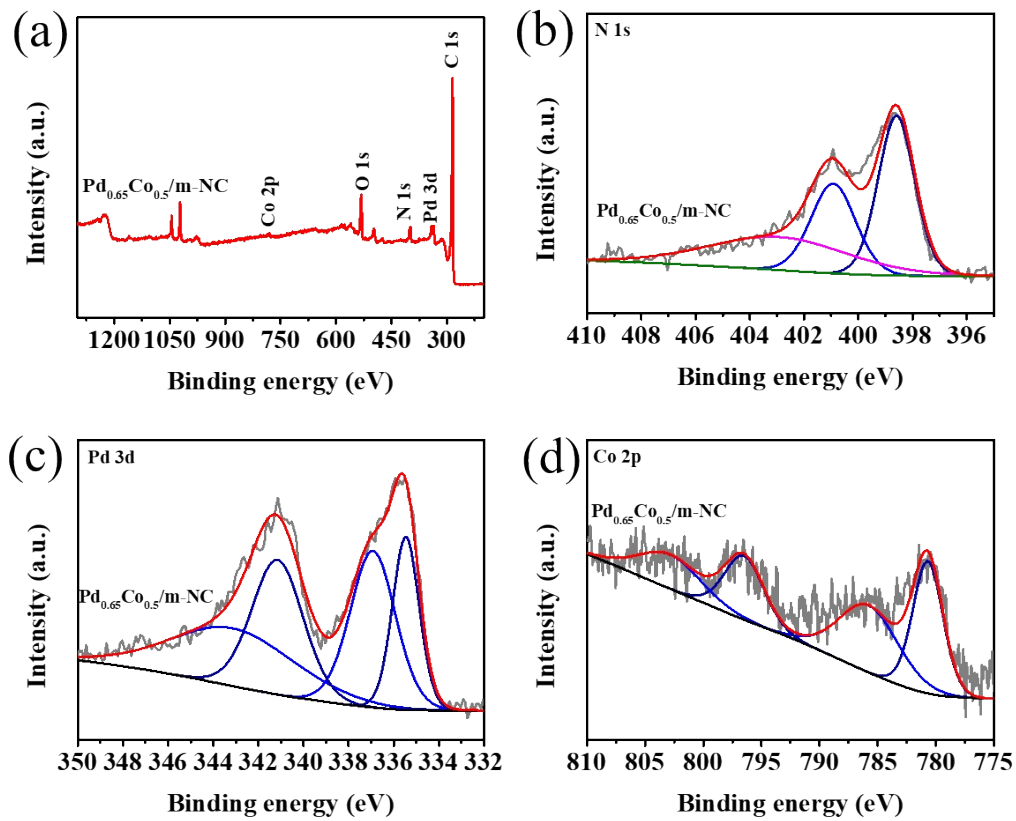 (a)
C 1s
O 1s
N 1s
Pd 3d
Co 2p
Pd0.65Co0.5/m-NC
Intensity (a.u.)
1200 1050 900 750 600 450 300
Binding energy (eV)
(b)
N 1s
Pd0.65Co0.5/m-NC
Intensity (a.u.)
410 408 406 404 402 400 398 396
Binding energy (eV)
(c)
Pd 3d
Pd0.65Co0.5/m-NC
Intensity (a.u.)
350 348 346 344 342 340 338 336 334 332
Binding energy (eV)
(d)
Co 2p
Pd0.65Co0.5/m-NC
Intensity (a.u.)
810 805 800 795 790 785 780 775
Binding energy (eV)